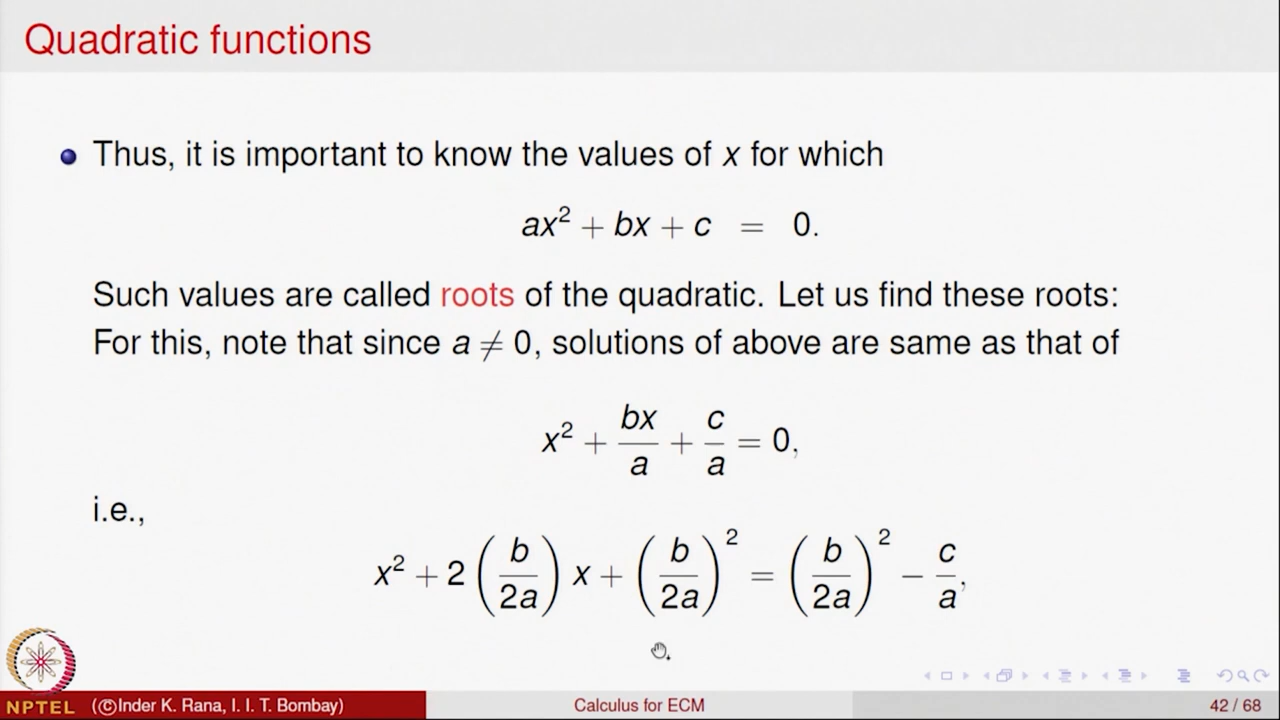 Quadratic functions
Thus, it is important to know the values of x for which
ax² + bx + c = 0.
Such values are called roots of the quadratic. Let us find these roots:
For this, note that since a ≠ 0, solutions of above are same as that of
x² + bx/a + c/a = 0,
i.e.,
x² + 2 (b/2a) x + (b/2a)² = (b/2a)² − c/a,
NPTEL (©Inder K. Rana, I. I. T. Bombay) Calculus for ECM 42 / 68